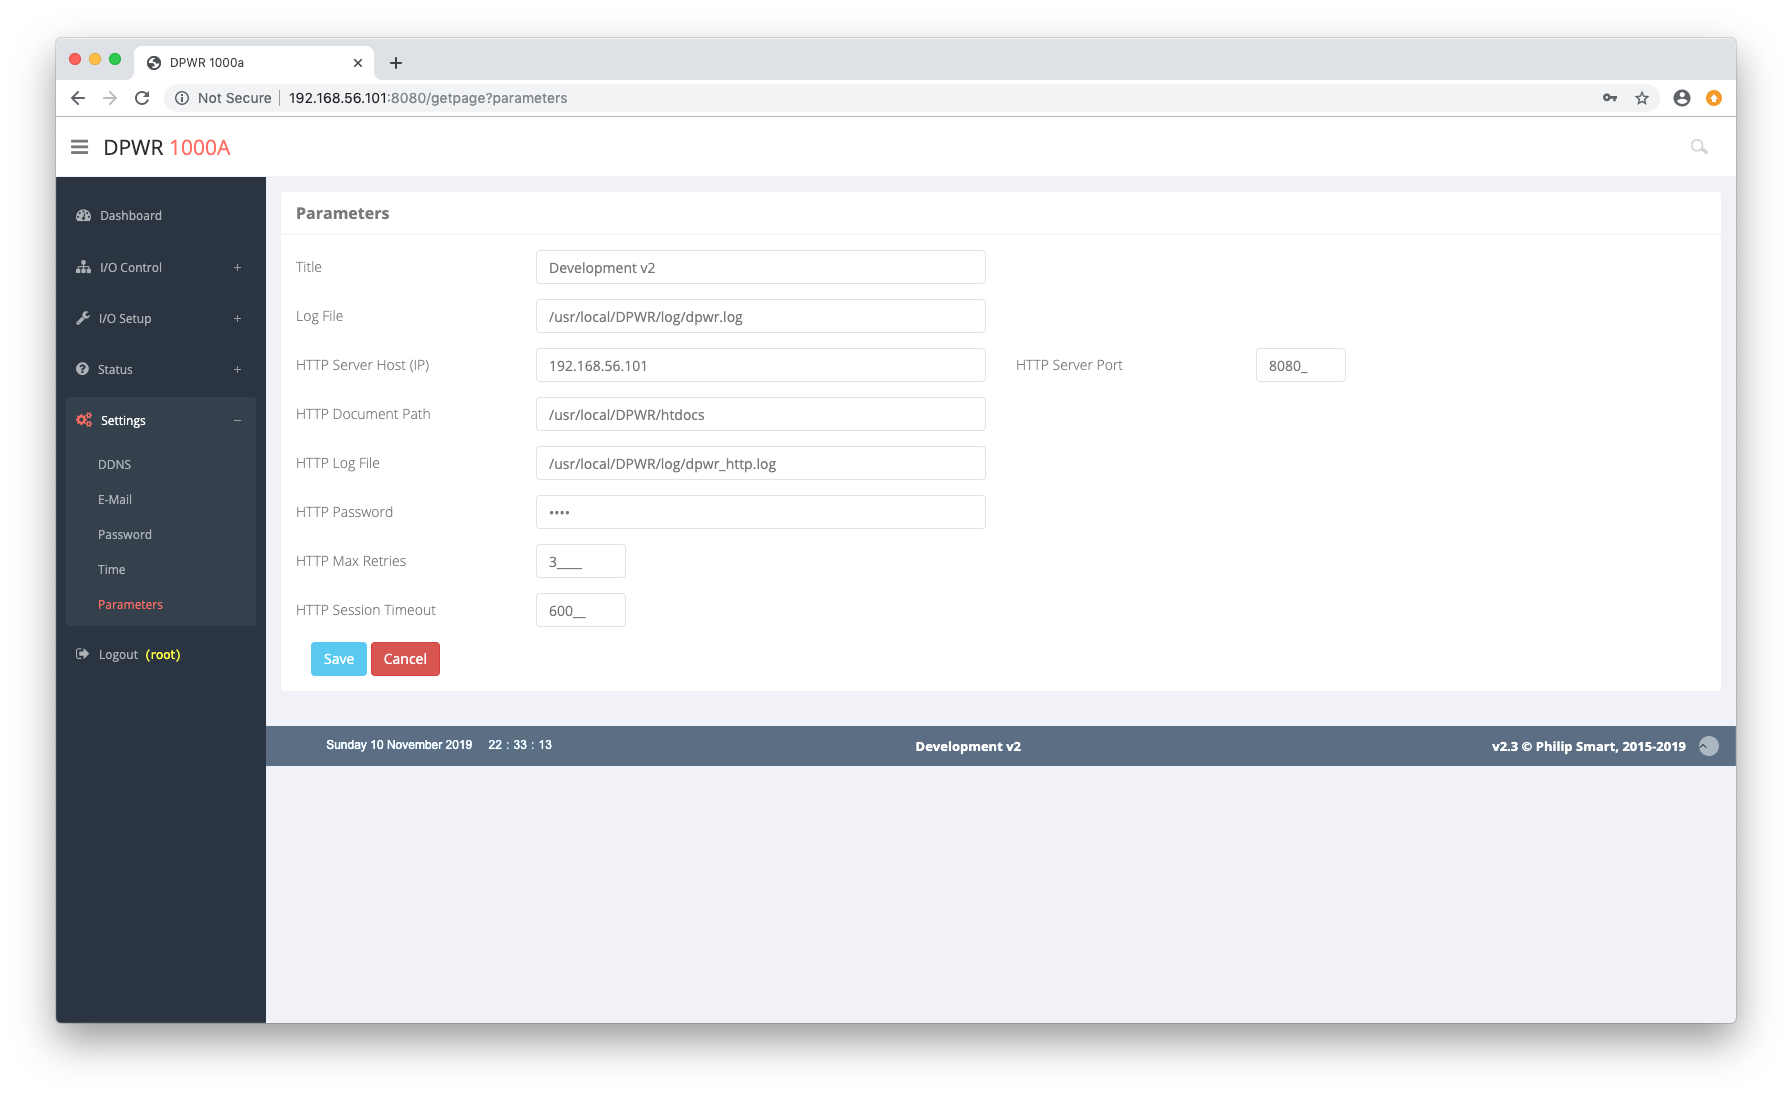 DPWR 1000a
Not Secure 192.168.56.101:8080/getpage?parameters
DPWR 1000A
Dashboard
I/O Control +
I/O Setup +
Status +
Settings −
DDNS
E-Mail
Password
Time
Parameters
Logout (root)
Parameters
Title Development v2
Log File /usr/local/DPWR/log/dpwr.log
HTTP Server Host (IP) 192.168.56.101 HTTP Server Port 8080_
HTTP Document Path /usr/local/DPWR/htdocs
HTTP Log File /usr/local/DPWR/log/dpwr_http.log
HTTP Password ••••
HTTP Max Retries 3____
HTTP Session Timeout 600__
Save Cancel
Sunday 10 November 2019 22 : 33 : 13 Development v2 v2.3 © Philip Smart, 2015-2019